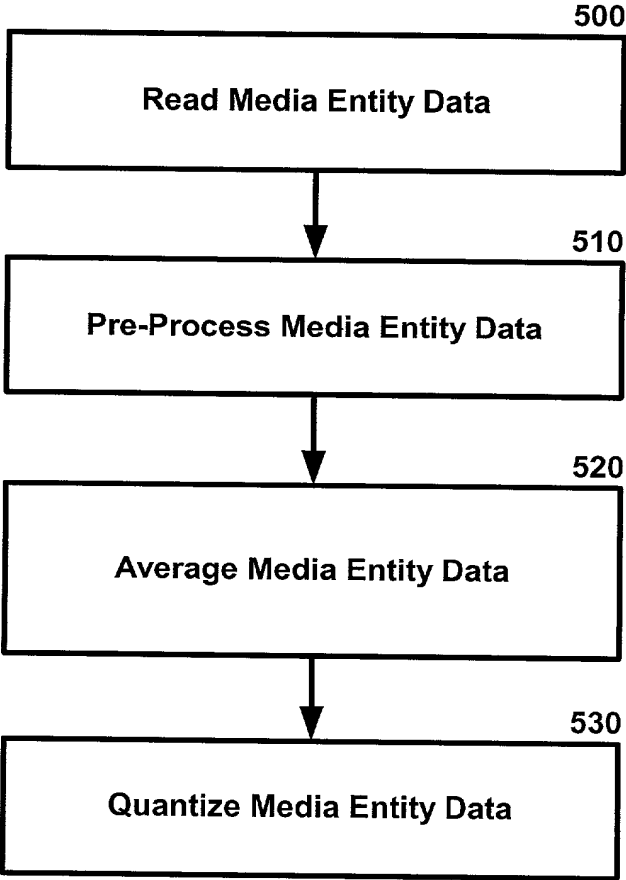 500
Read Media Entity Data
510
Pre-Process Media Entity Data
520
Average Media Entity Data
530
Quantize Media Entity Data